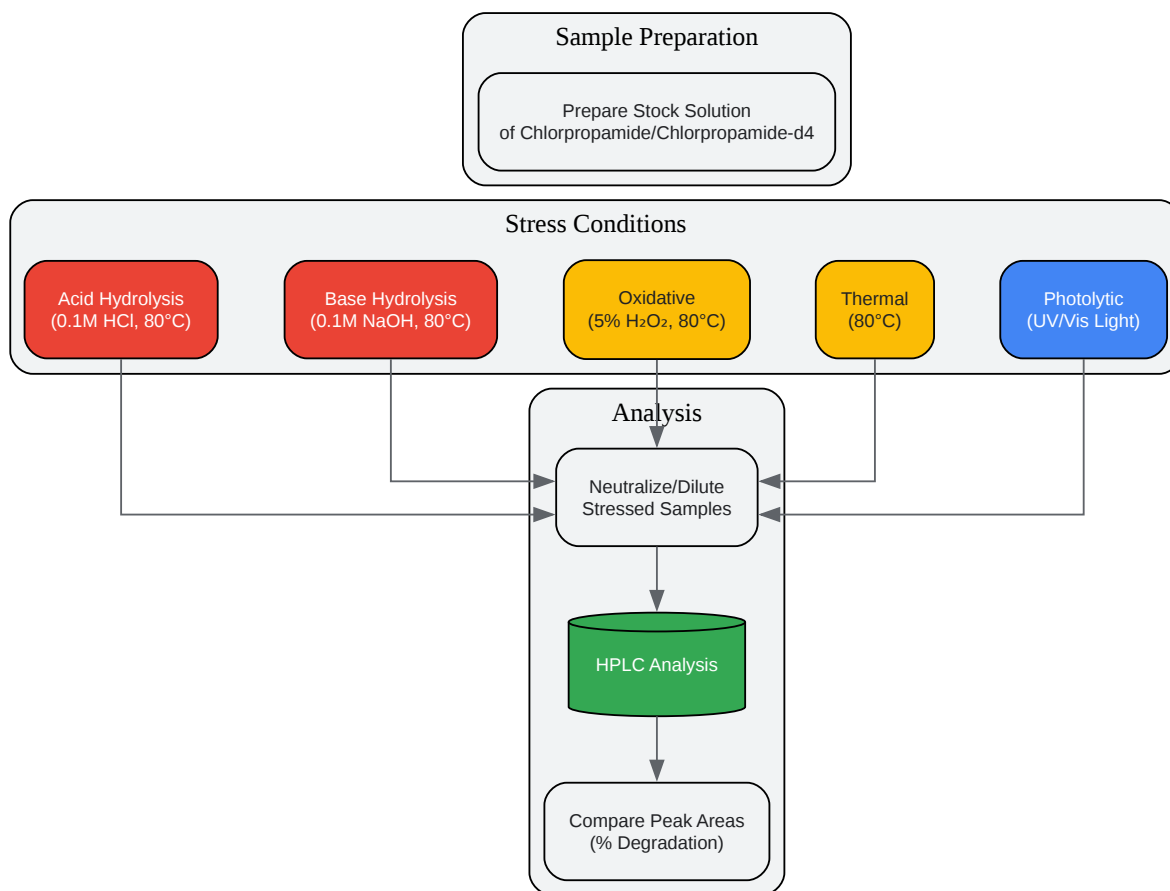 Sample Preparation
Prepare Stock Solution
of Chlorpropamide/Chlorpropamide-d4
Stress Conditions
Acid Hydrolysis
(0.1M HCl, 80°C)
Base Hydrolysis
(0.1M NaOH, 80°C)
Oxidative
(5% H₂O₂, 80°C)
Thermal
(80°C)
Photolytic
(UV/Vis Light)
Analysis
Neutralize/Dilute
Stressed Samples
HPLC Analysis
Compare Peak Areas
(% Degradation)